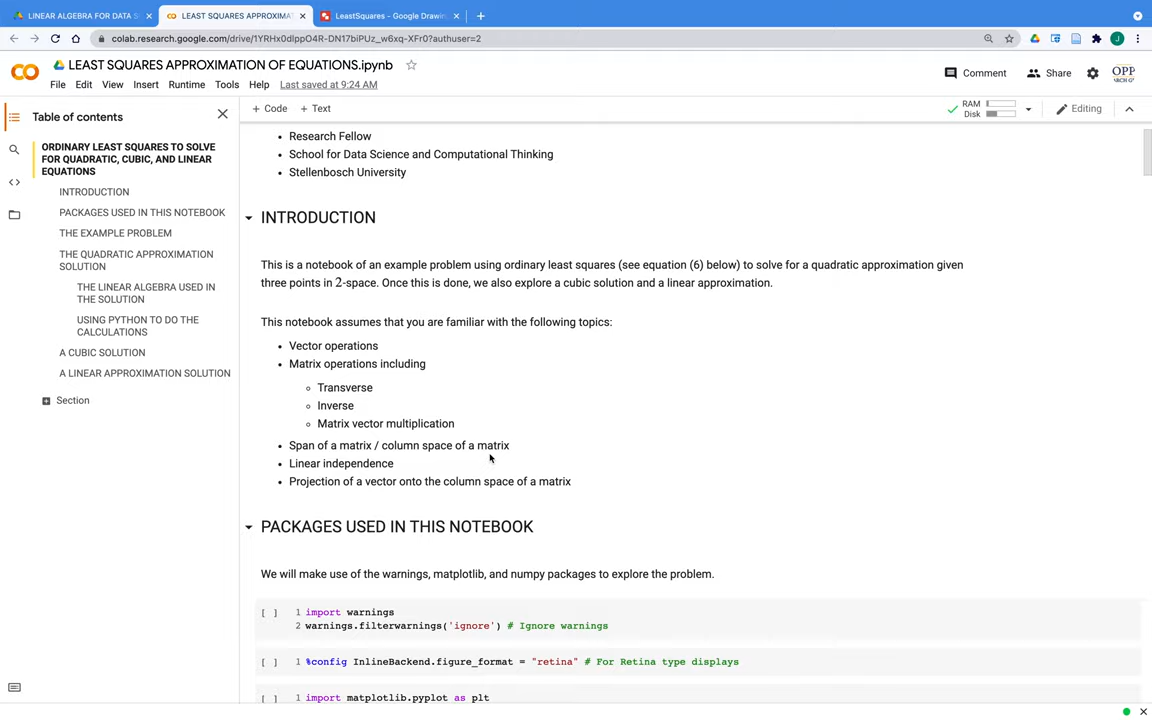 LINEAR ALGEBRA FOR DATA S
LEAST SQUARES APPROXIMAT
LeastSquares - Google Drawin
colab.research.google.com/drive/1YRHx0dlppO4R-DN17biPUz_w6xq-XFr0?authuser=2
J
LEAST SQUARES APPROXIMATION OF EQUATIONS.ipynb
File Edit View Insert Runtime Tools Help Last saved at 9:24 AM
Comment
Share
OPP
Table of contents
+ Code + Text
RAM
Disk
Editing
ORDINARY LEAST SQUARES TO SOLVE
FOR QUADRATIC, CUBIC, AND LINEAR
EQUATIONS
INTRODUCTION
PACKAGES USED IN THIS NOTEBOOK
THE EXAMPLE PROBLEM
THE QUADRATIC APPROXIMATION
SOLUTION
THE LINEAR ALGEBRA USED IN
THE SOLUTION
USING PYTHON TO DO THE
CALCULATIONS
A CUBIC SOLUTION
A LINEAR APPROXIMATION SOLUTION
Section
• Research Fellow
• School for Data Science and Computational Thinking
• Stellenbosch University
INTRODUCTION
This is a notebook of an example problem using ordinary least squares (see equation (6) below) to solve for a quadratic approximation given
three points in 2-space. Once this is done, we also explore a cubic solution and a linear approximation.
This notebook assumes that you are familiar with the following topics:
• Vector operations
• Matrix operations including
◦ Transverse
◦ Inverse
◦ Matrix vector multiplication
• Span of a matrix / column space of a matrix
• Linear independence
• Projection of a vector onto the column space of a matrix
PACKAGES USED IN THIS NOTEBOOK
We will make use of the warnings, matplotlib, and numpy packages to explore the problem.
[ ] 1 import warnings
2 warnings.filterwarnings('ignore') # Ignore warnings
[ ] 1 %config InlineBackend.figure_format = "retina" # For Retina type displays
[ ] 1 import matplotlib.pyplot as plt